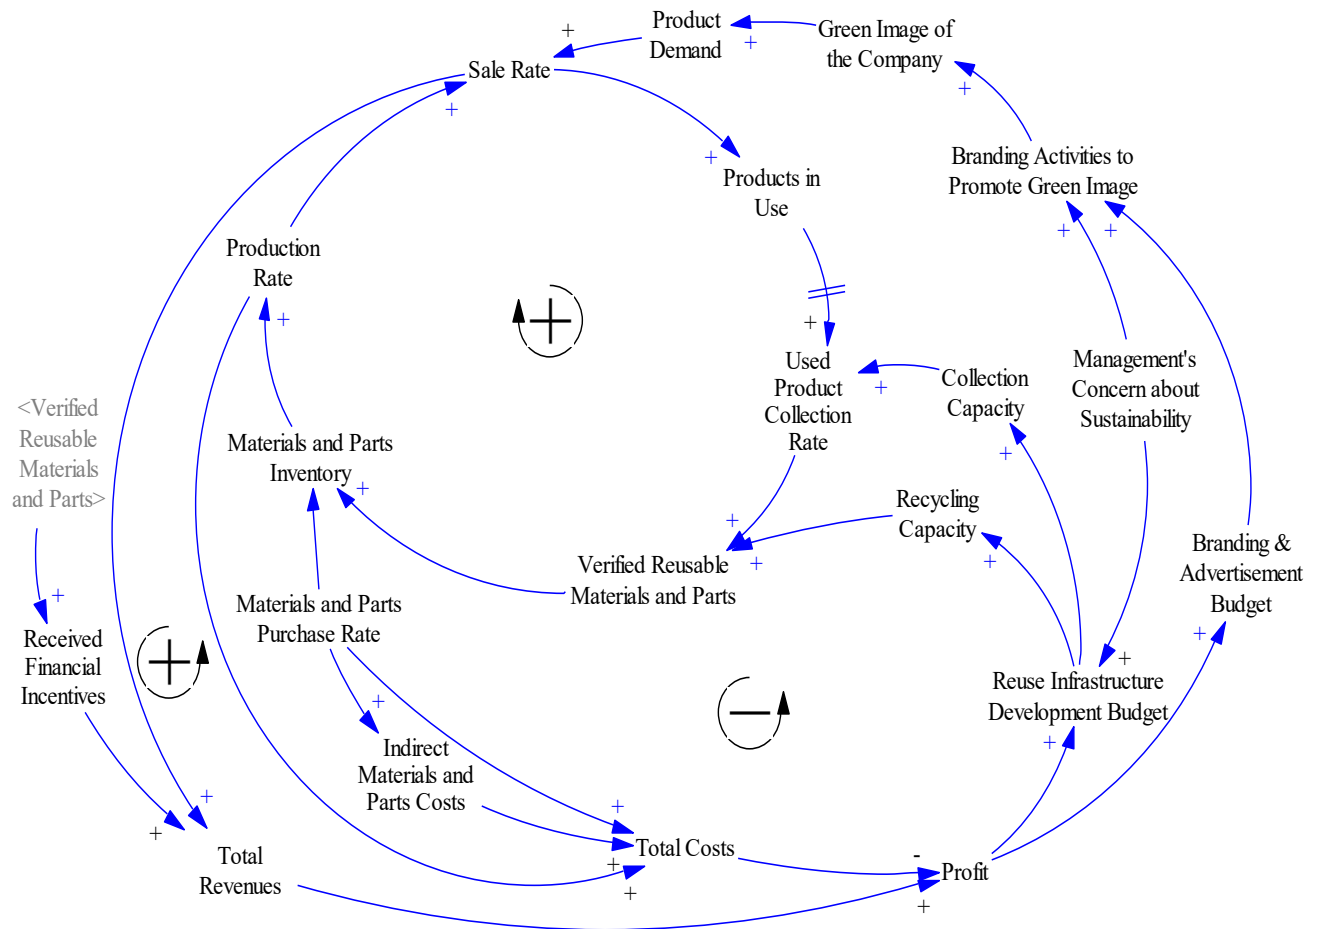 Product
Demand
Green Image of
the Company
Sale Rate
Branding Activities to
Promote Green Image
Products in
Use
Production
Rate
Used
Product
Collection
Rate
Collection
Capacity
Management's
Concern about
Sustainability
<Verified
Reusable
Materials
and Parts>
Materials and Parts
Inventory
Recycling
Capacity
Branding &
Advertisement
Budget
Verified Reusable
Materials and Parts
Materials and Parts
Purchase Rate
Received
Financial
Incentives
Reuse Infrastructure
Development Budget
Indirect
Materials and
Parts Costs
Total Costs
Total
Revenues
Profit